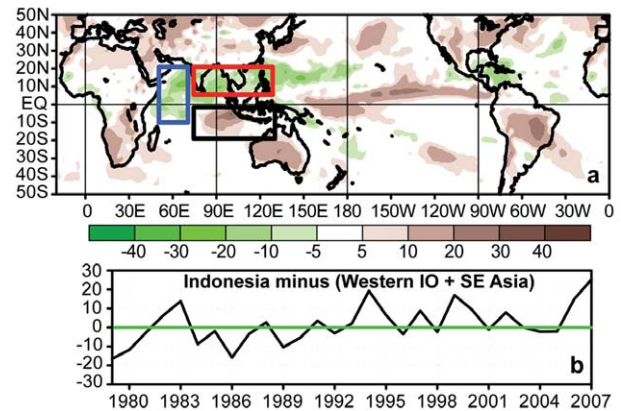 50N
40N
30N
20N
10N
EQ
10S
20S
30S
40S
50S
a
0 30E 60E 90E 120E 150E 180 150W 120W 90W 60W 30W 0
-40 -30 -20 -10 -5 5 10 20 30 40
Indonesia minus (Western IO + SE Asia)
30
20
10
0
-10
-20
-30
b
1980 1983 1986 1989 1992 1995 1998 2001 2004 2007